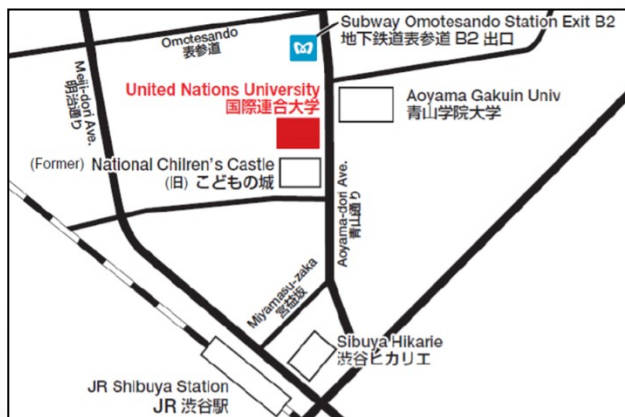 Subway Omotesando Station Exit B2
地下鉄道表参道 B2 出口
Omotesando
表参道
Meiji-dori Ave.
明治通り
United Nations University
国際連合大学
Aoyama Gakuin Univ
青山学院大学
(Former) National Chilren's Castle
(旧) こどもの城
Aoyama-dori Ave.
青山通り
Miyamasu-zaka
宮益坂
Sibuya Hikarie
渋谷ヒカリエ
JR Shibuya Station
JR 渋谷駅